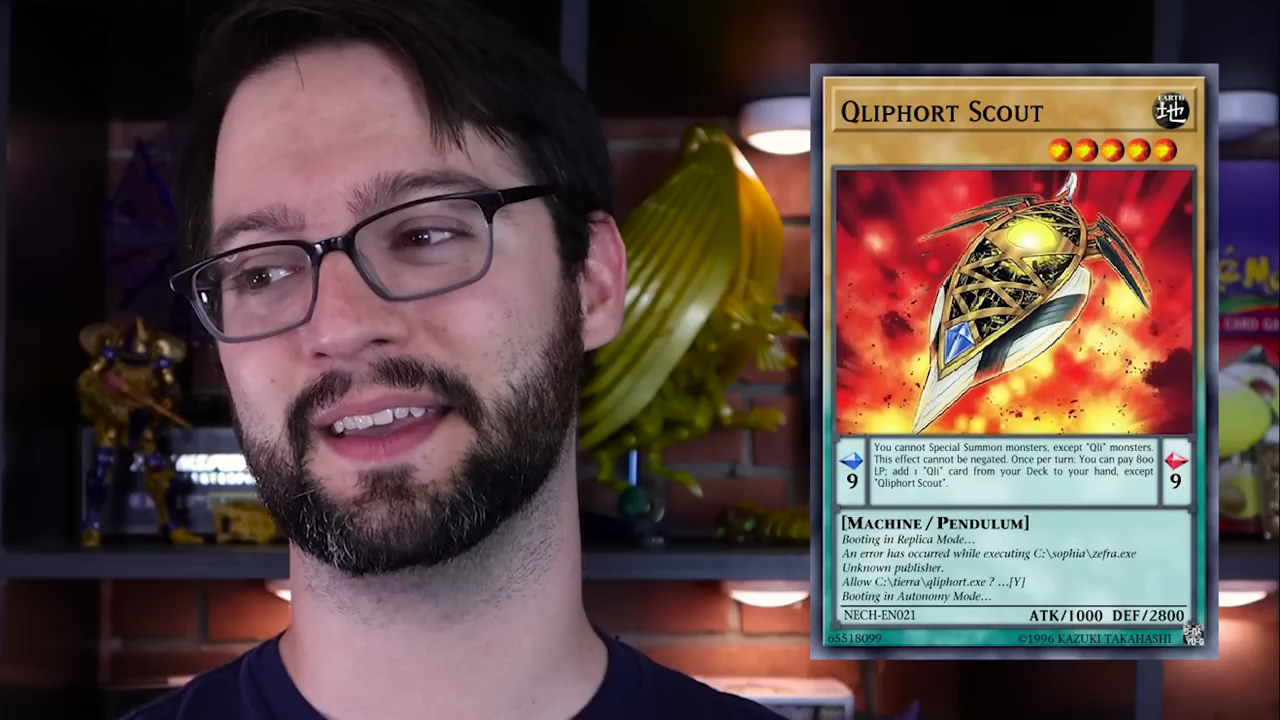 QLIPHORT SCOUT
EARTH
地
You cannot Special Summon monsters, except "Qli" monsters.
This effect cannot be negated. Once per turn: You can pay 800
LP; add 1 "Qli" card from your Deck to your hand, except
"Qliphort Scout".
9
9
[MACHINE / PENDULUM]
Booting in Replica Mode...
An error has occurred while executing C:\sophia\zefra.exe
Unknown publisher.
Allow C:\tierra\qliphort.exe ? ...[Y]
Booting in Autonomy Mode...
NECH-EN021 ATK/1000 DEF/2800
65518099 ©1996 KAZUKI TAKAHASHI
CARD